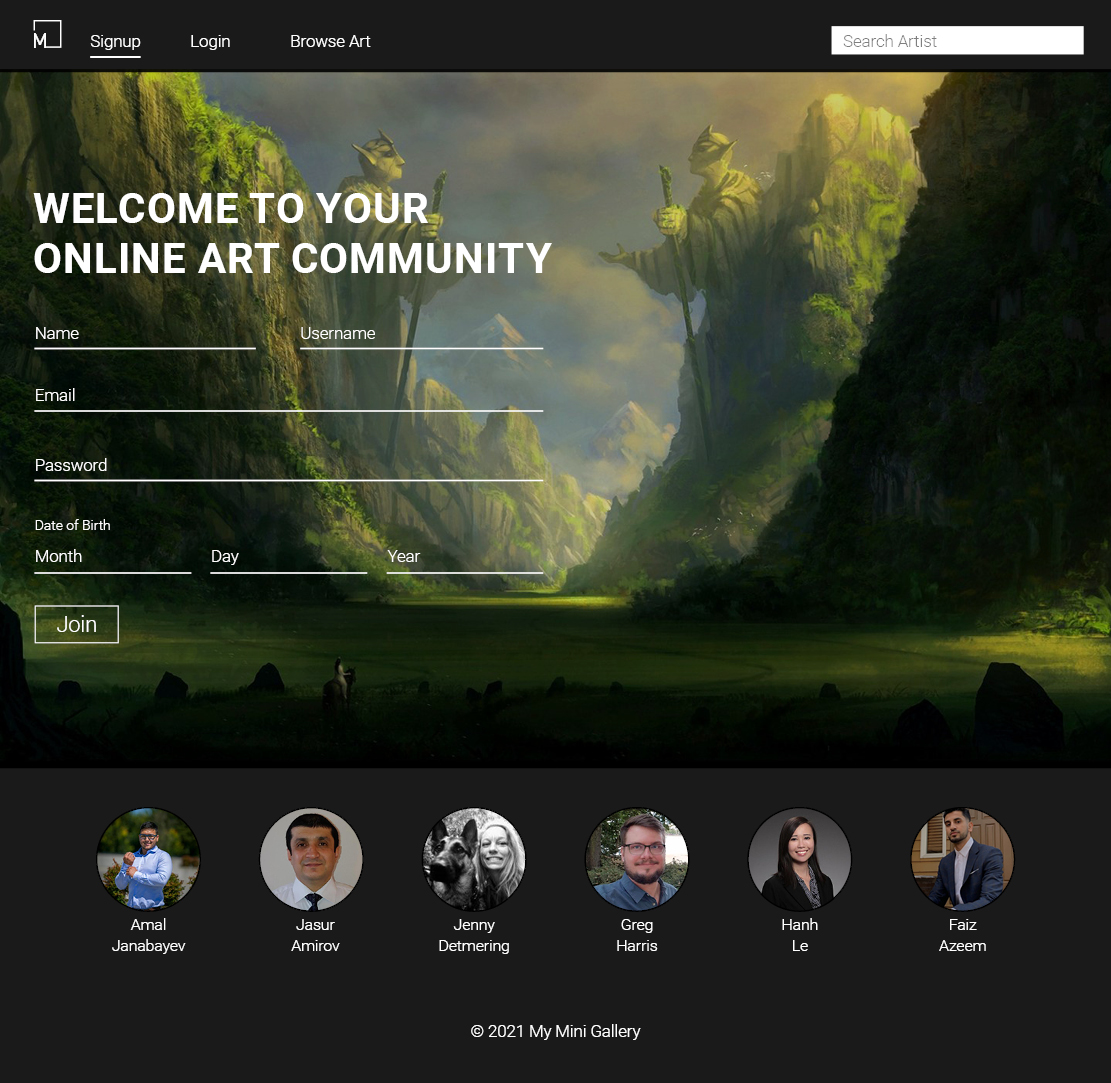 M
Signup
Login
Browse Art
Search Artist
WELCOME TO YOUR
ONLINE ART COMMUNITY
Name
Username
Email
Password
Date of Birth
Month
Day
Year
Join
Amal
Janabayev
Jasur
Amirov
Jenny
Detmering
Greg
Harris
Hanh
Le
Faiz
Azeem
© 2021 My Mini Gallery